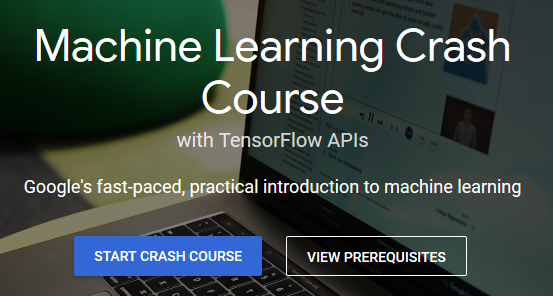 Machine Learning Crash
Course
with TensorFlow APIs
Google's fast-paced, practical introduction to machine learning
START CRASH COURSE
VIEW PREREQUISITES